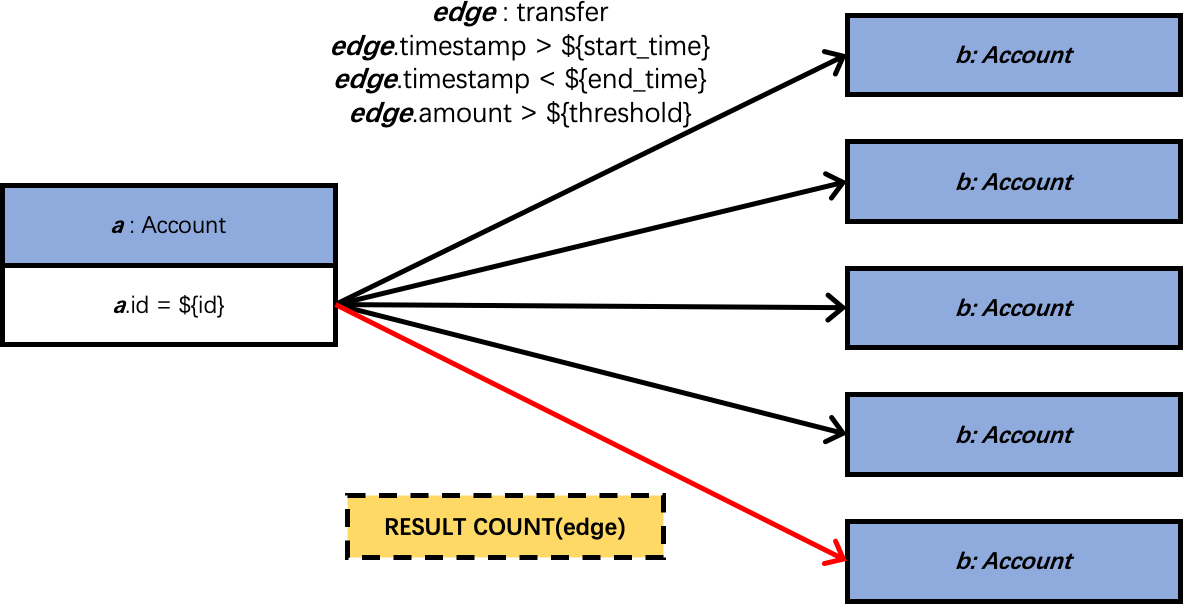 edge : transfer
edge.timestamp > ${start_time}
edge.timestamp < ${end_time}
edge.amount > ${threshold}
b: Account
b: Account
a : Account
a.id = ${id}
b: Account
b: Account
RESULT COUNT(edge)
b: Account